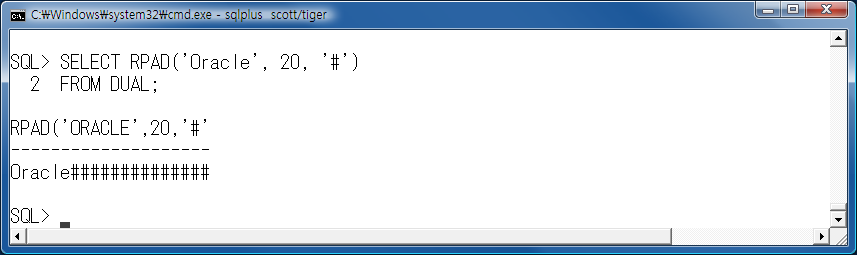 C:\Windows\system32\cmd.exe - sqlplus  scott/tiger
SQL> SELECT RPAD('Oracle', 20, '#')
  2  FROM DUAL;
RPAD('ORACLE',20,'#'
--------------------
Oracle##############
SQL>